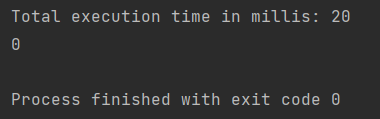 Total execution time in millis: 20
0
Process finished with exit code 0